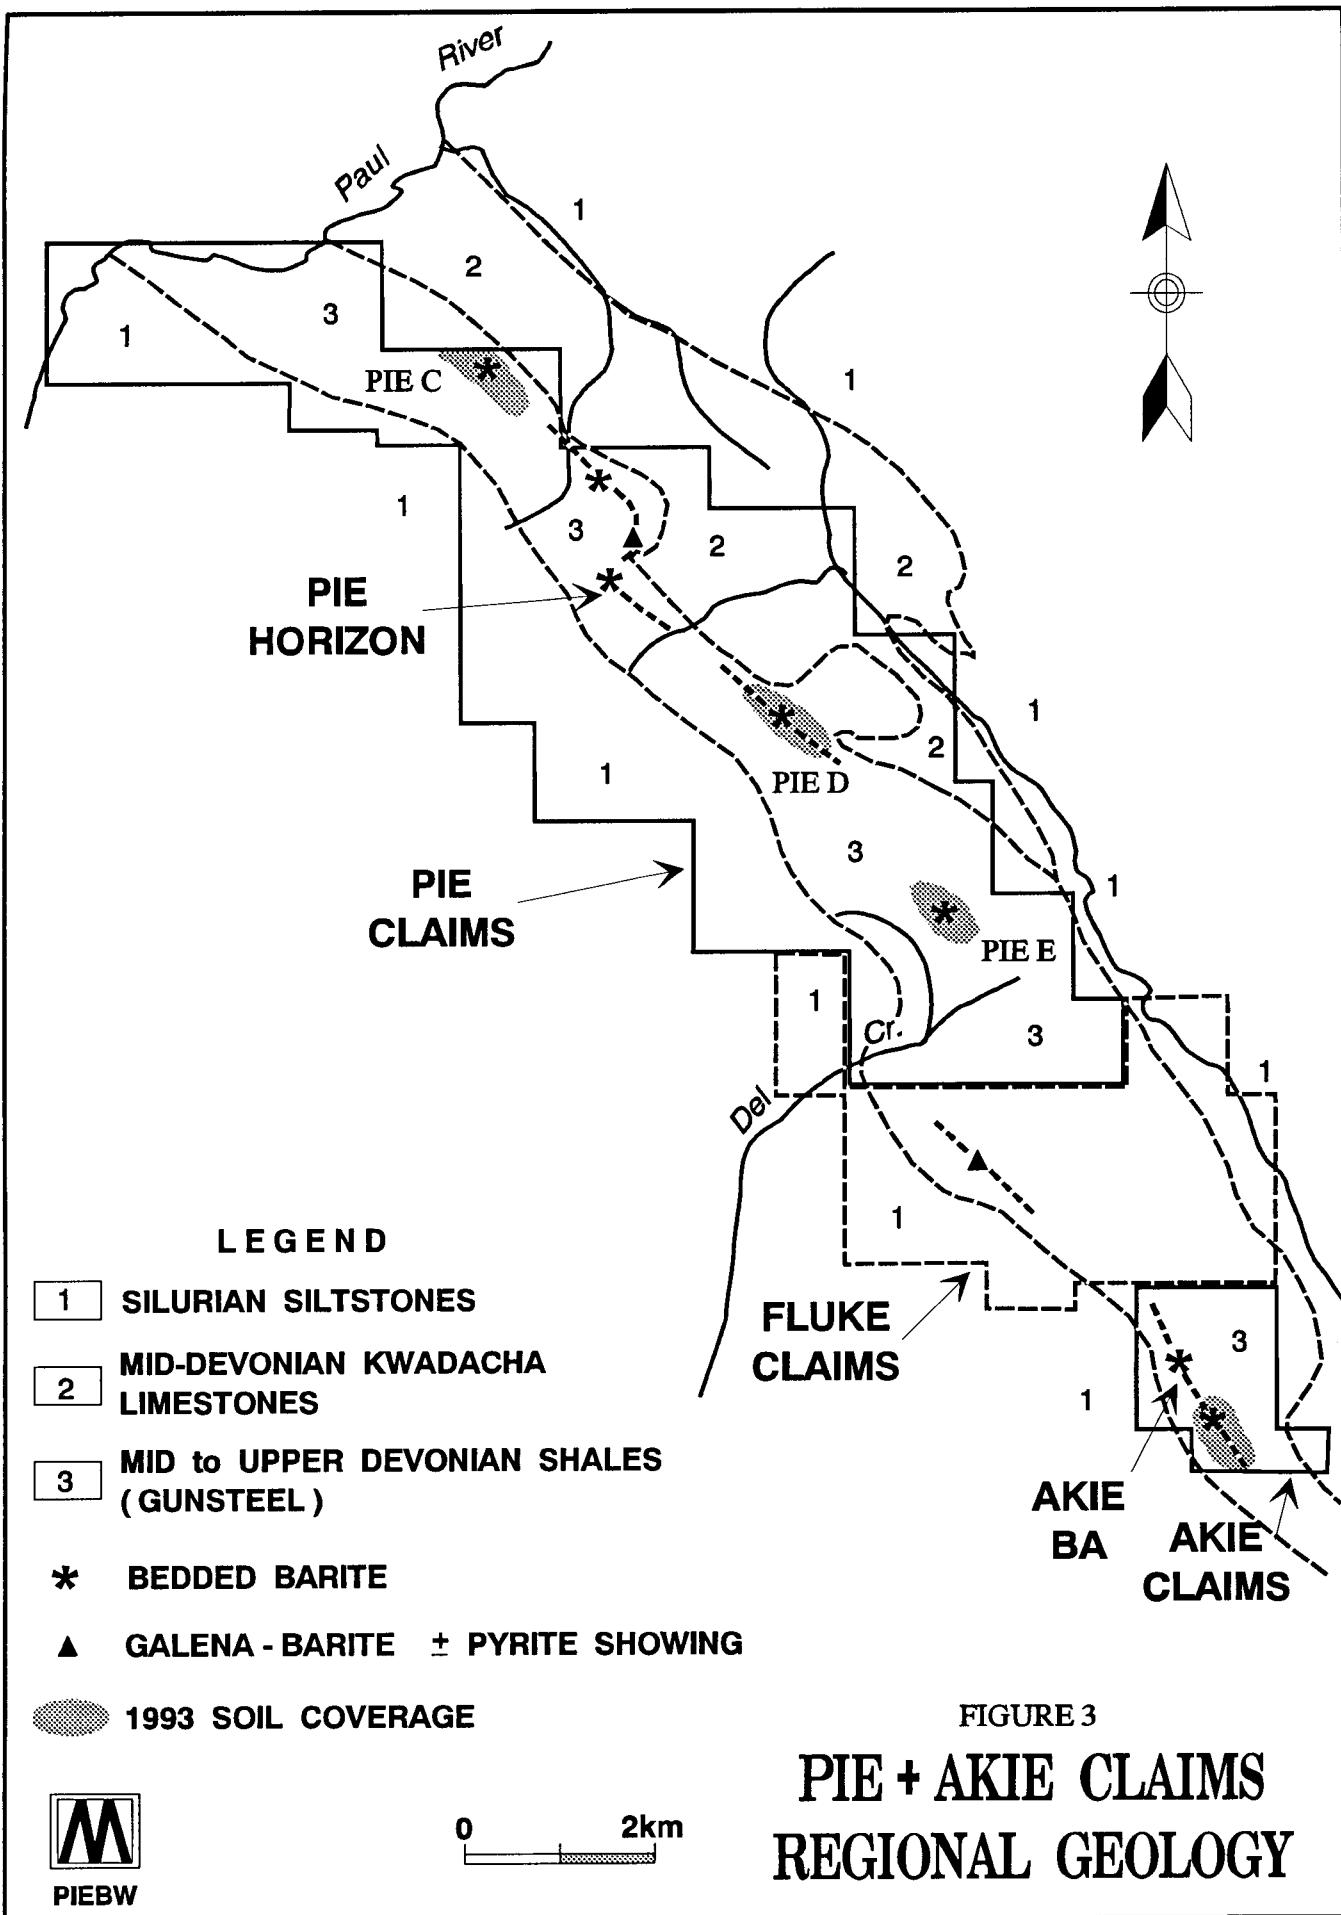 River
Paul
1
2
3
1
1
PIE C
1
3
2
2
PIE
HORIZON
1
2
1
PIE D
3
1
PIE
CLAIMS
PIE E
1
Cr.
3
1
Del
1
LEGEND
1 SILURIAN SILTSTONES
2 MID-DEVONIAN KWADACHA
LIMESTONES
3 MID to UPPER DEVONIAN SHALES
( GUNSTEEL )
* BEDDED BARITE
▲ GALENA - BARITE ± PYRITE SHOWING
1993 SOIL COVERAGE
FLUKE
CLAIMS
3
1
AKIE
BA
AKIE
CLAIMS
M
PIEBW
0 2km
FIGURE 3
PIE + AKIE CLAIMS
REGIONAL GEOLOGY